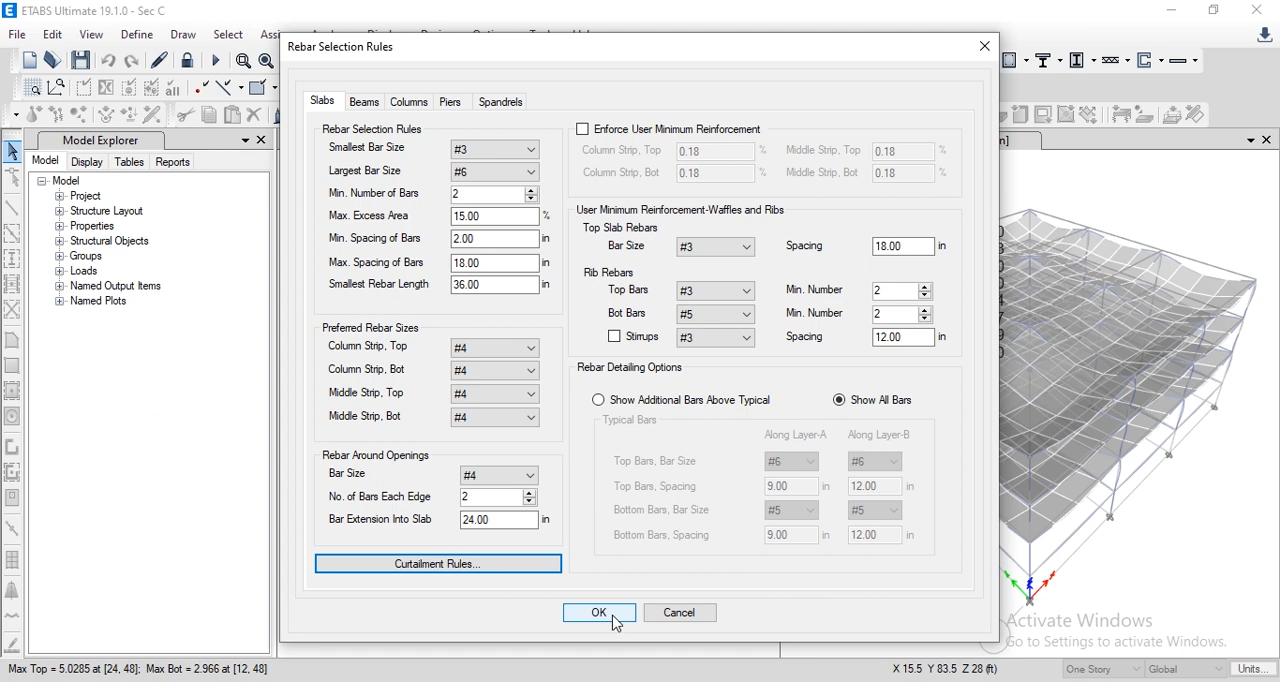 ETABS Ultimate 19.1.0 - Sec C
File Edit View Define Draw Select
Rebar Selection Rules
Model Explorer
Model Display Tables Reports
Model
Project
Structure Layout
Properties
Structural Objects
Groups
Loads
Named Output Items
Named Plots
Slabs Beams Columns Piers Spandrels
Rebar Selection Rules
Smallest Bar Size #3
Largest Bar Size #6
Min. Number of Bars 2
Max. Excess Area 15.00 %
Min. Spacing of Bars 2.00 in
Max. Spacing of Bars 18.00 in
Smallest Rebar Length 36.00 in
Preferred Rebar Sizes
Column Strip, Top #4
Column Strip, Bot #4
Middle Strip, Top #4
Middle Strip, Bot #4
Rebar Around Openings
Bar Size #4
No. of Bars Each Edge 2
Bar Extension Into Slab 24.00 in
Curtailment Rules...
Enforce User Minimum Reinforcement
Column Strip, Top 0.18 % Middle Strip, Top 0.18 %
Column Strip, Bot 0.18 % Middle Strip, Bot 0.18 %
User Minimum Reinforcement-Waffles and Ribs
Top Slab Rebars
Bar Size #3 Spacing 18.00 in
Rib Rebars
Top Bars #3 Min. Number 2
Bot Bars #5 Min. Number 2
Stirrups #3 Spacing 12.00 in
Rebar Detailing Options
Show Additional Bars Above Typical Show All Bars
Typical Bars
Along Layer-A Along Layer-B
Top Bars, Bar Size #6 #6
Top Bars, Spacing 9.00 in 12.00 in
Bottom Bars, Bar Size #5 #5
Bottom Bars, Spacing 9.00 in 12.00 in
OK Cancel
Activate Windows
Go to Settings to activate Windows.
Max Top = 5.0285 at [24, 48]; Max Bot = 2.966 at [12, 48] X 15.5 Y 83.5 Z 28 (ft) One Story Global Units...